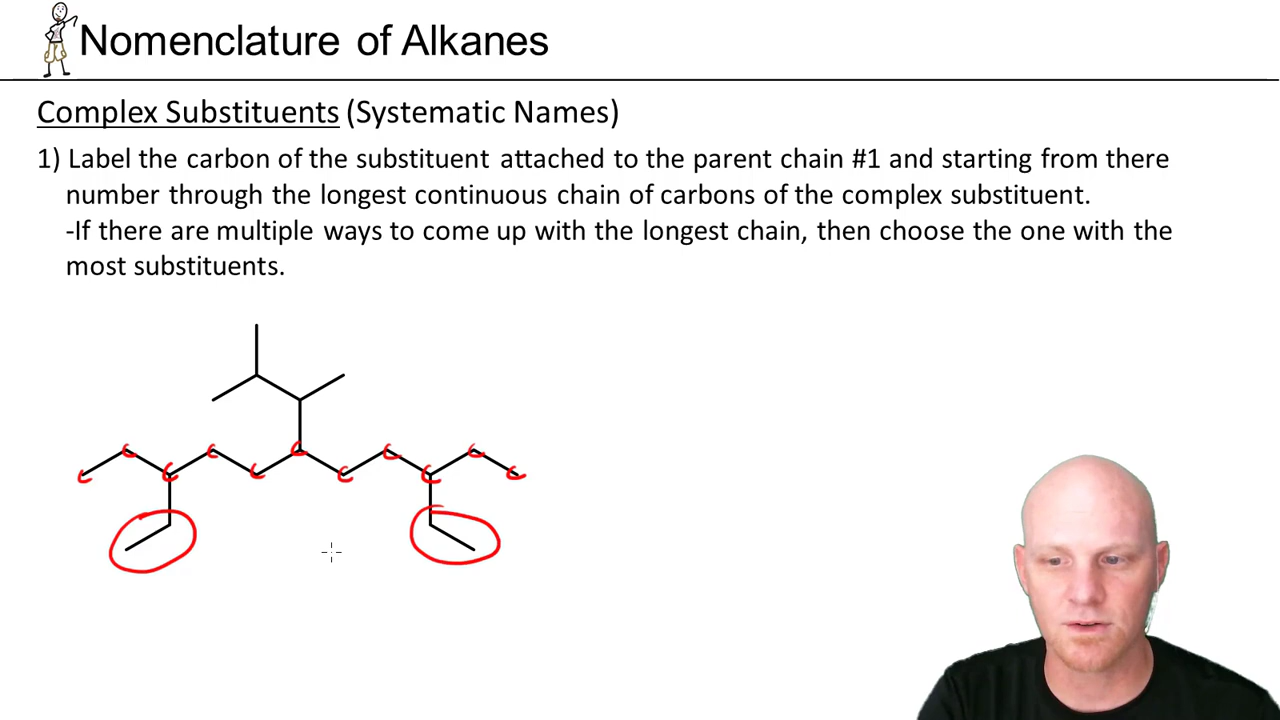 Nomenclature of Alkanes
Complex Substituents (Systematic Names)
1) Label the carbon of the substituent attached to the parent chain #1 and starting from there
number through the longest continuous chain of carbons of the complex substituent.
-If there are multiple ways to come up with the longest chain, then choose the one with the
most substituents.
c c c c c c c c c c c